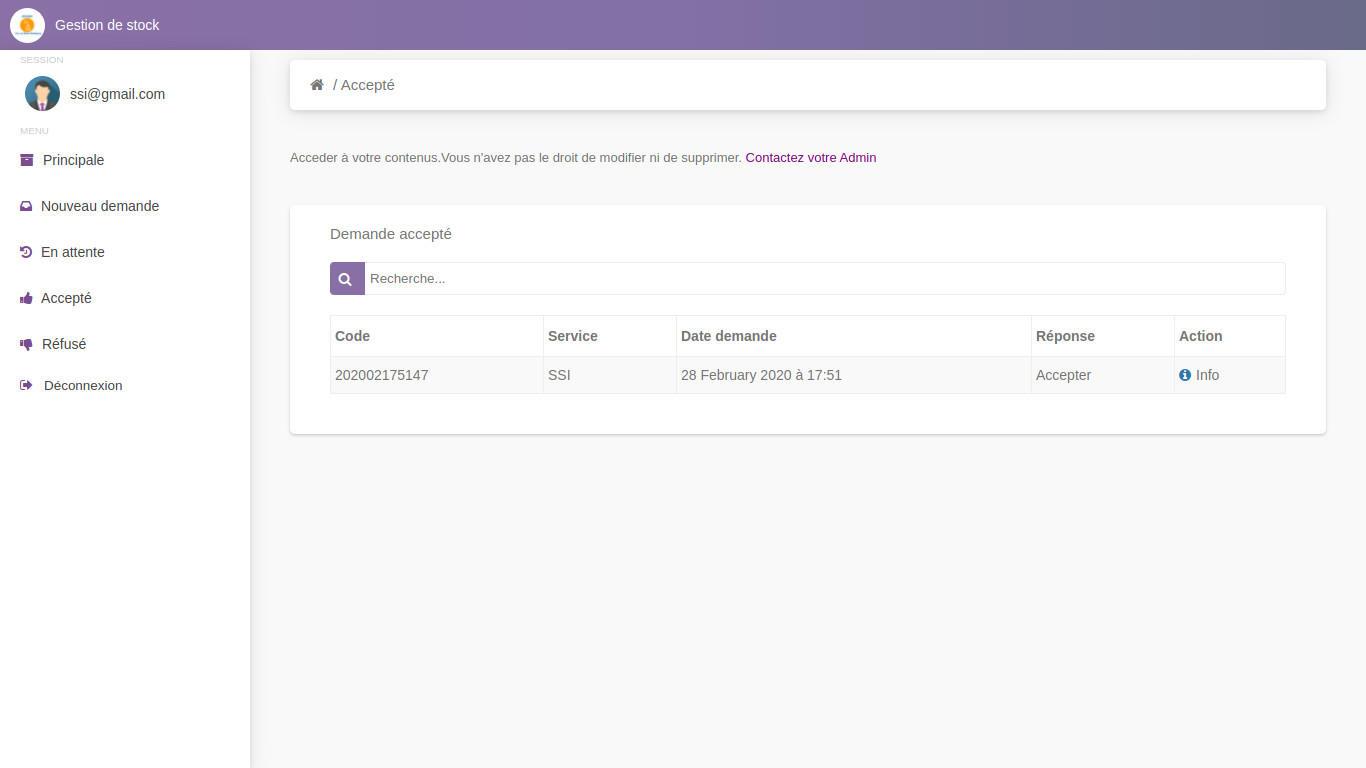 Gestion de stock
SESSION
ssi@gmail.com
MENU
Principale
Nouveau demande
En attente
Accepté
Réfusé
Déconnexion
/ Accepté
Acceder à votre contenus.Vous n'avez pas le droit de modifier ni de supprimer. Contactez votre Admin
Demande accepté
Recherche...
Code Service Date demande Réponse Action
202002175147 SSI 28 February 2020 à 17:51 Accepter Info